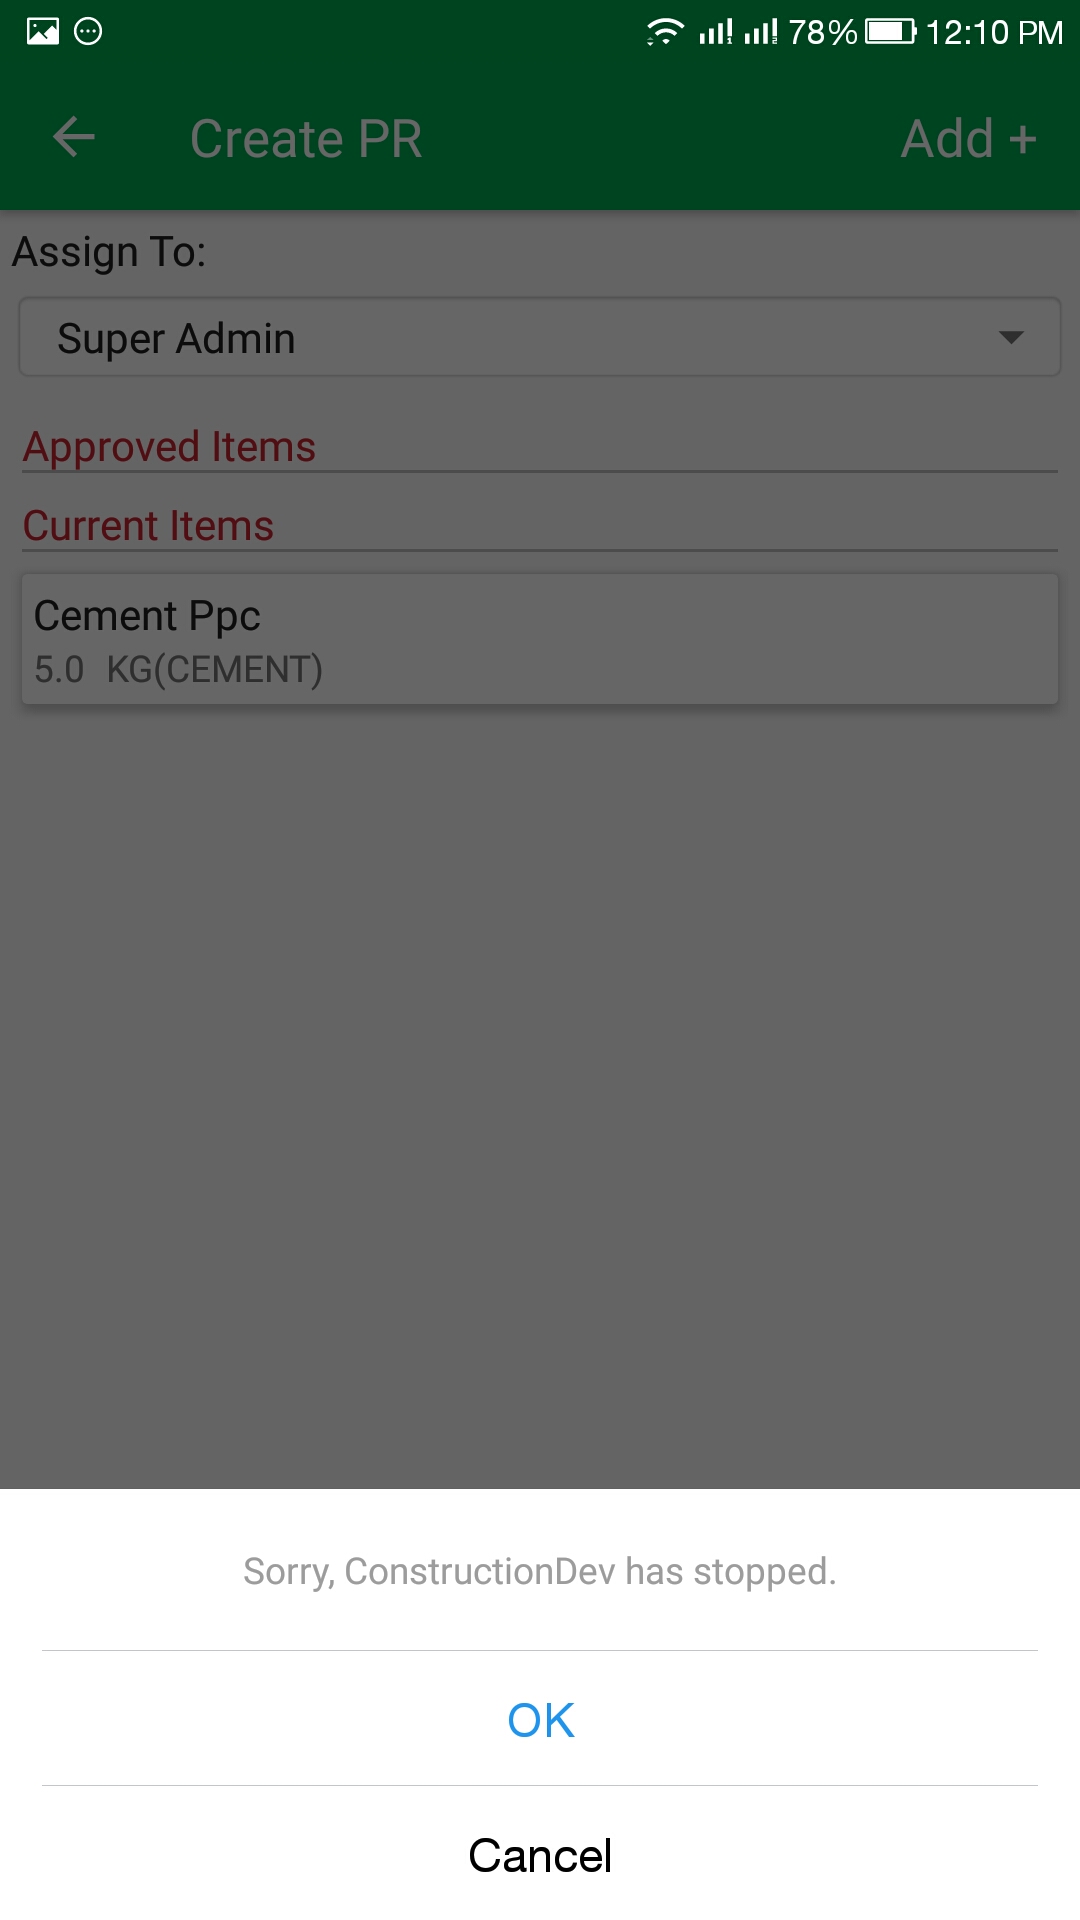 78% 12:10 PM
Create PR Add +
Assign To:
Super Admin
Approved Items
Current Items
Cement Ppc
5.0 KG(CEMENT)
Sorry, ConstructionDev has stopped.
OK
Cancel